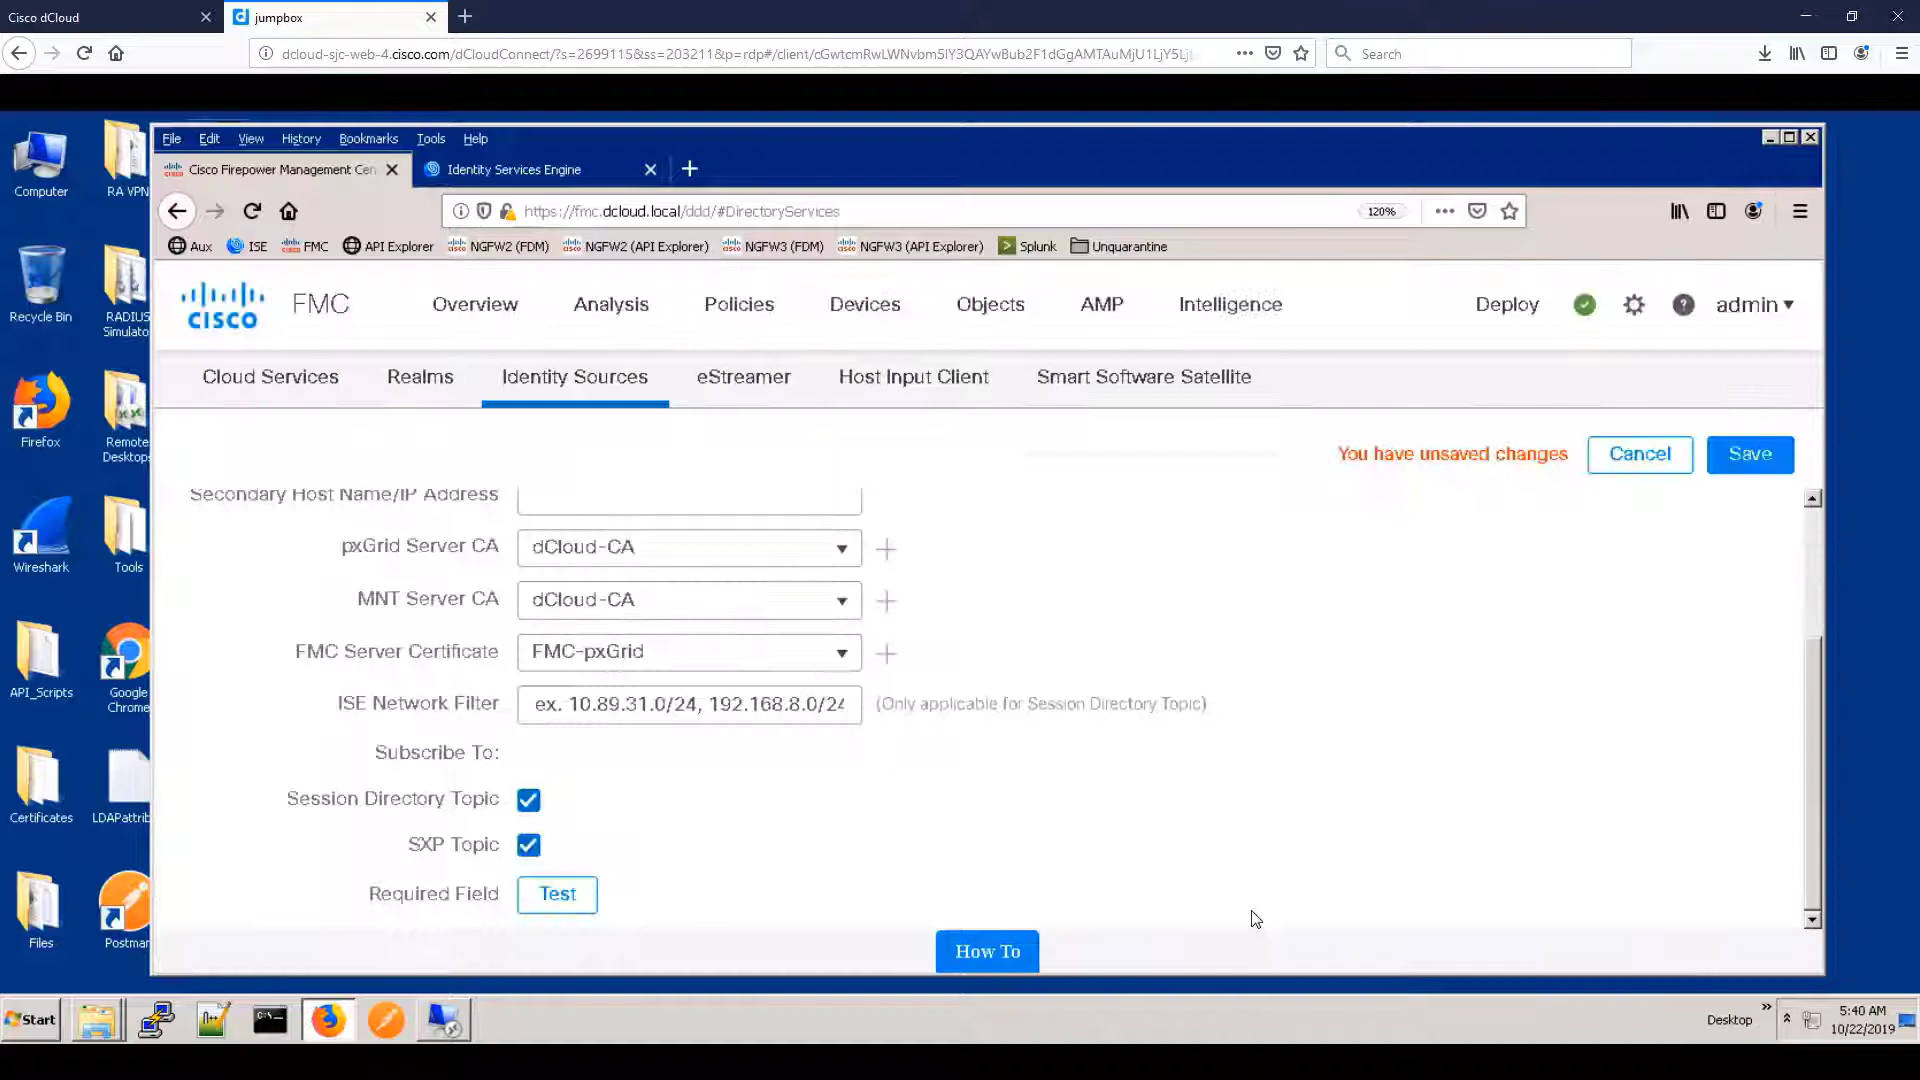 Cisco dCloud
jumpbox
dcloud-sjc-web-4.cisco.com/dCloudConnect/?s=2699115&ss=203211&p=rdp#/client/
Search
File Edit View History Bookmarks Tools Help
Cisco Firepower Management Cen
Identity Services Engine
https://fmc.dcloud.local/ddd/#DirectoryServices
120%
Aux ISE FMC API Explorer NGFW2 (FDM) NGFW2 (API Explorer) NGFW3 (FDM) NGFW3 (API Explorer) Splunk Unquarantine
CISCO
FMC
Overview Analysis Policies Devices Objects AMP Intelligence
Deploy
admin
Cloud Services Realms Identity Sources eStreamer Host Input Client Smart Software Satellite
You have unsaved changes
Cancel
Save
Secondary Host Name/IP Address
pxGrid Server CA
dCloud-CA
MNT Server CA
dCloud-CA
FMC Server Certificate
FMC-pxGrid
ISE Network Filter
ex. 10.89.31.0/24, 192.168.8.0/24
(Only applicable for Session Directory Topic)
Subscribe To:
Session Directory Topic
SXP Topic
Required Field
Test
How To
Computer
RA VPN
Recycle Bin
RADIUS
Simulato
Firefox
Remote
Desktop
Wireshark
Tools
API_Scripts
Google
Chrome
Certificates
LDAPattrib
Files
Postman
Start
Desktop
5:40 AM
10/22/2019